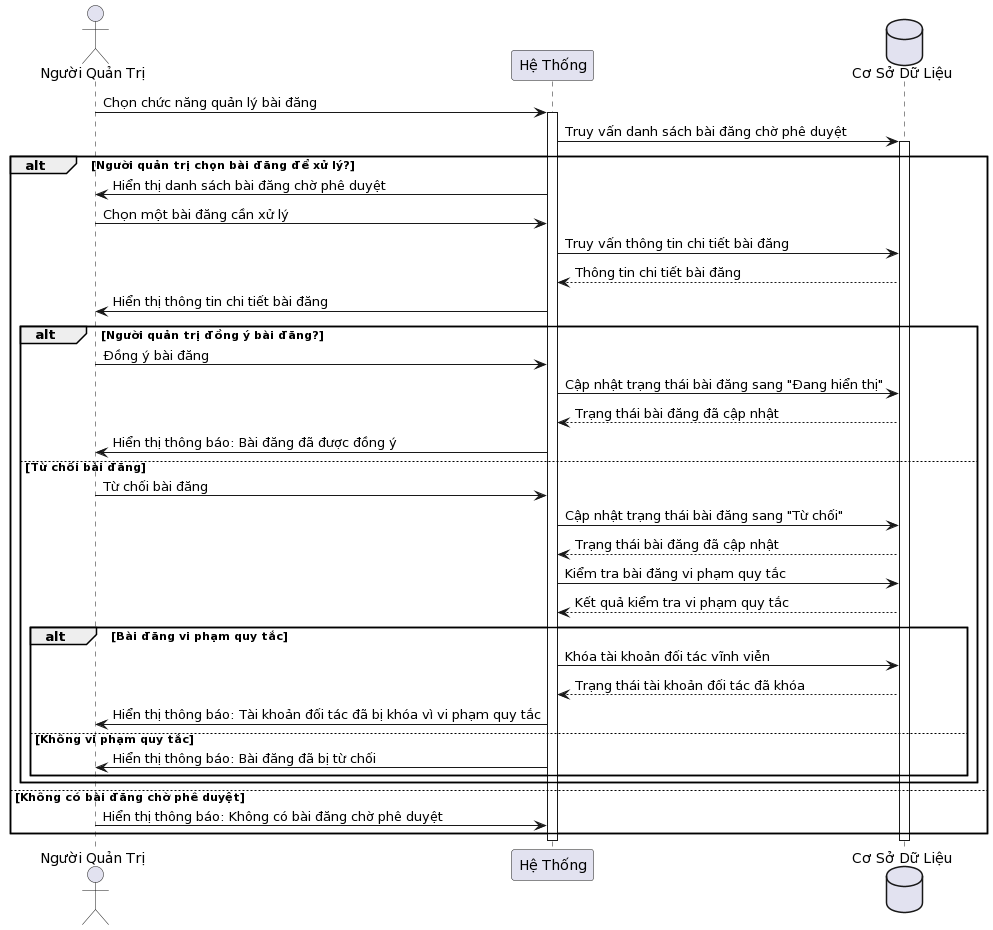 Người Quản Trị
Hệ Thống
Cơ Sở Dữ Liệu
Chọn chức năng quản lý bài đăng
Truy vấn danh sách bài đăng chờ phê duyệt
alt [Người quản trị chọn bài đăng để xử lý?]
Hiển thị danh sách bài đăng chờ phê duyệt
Chọn một bài đăng cần xử lý
Truy vấn thông tin chi tiết bài đăng
Thông tin chi tiết bài đăng
Hiển thị thông tin chi tiết bài đăng
alt [Người quản trị đồng ý bài đăng?]
Đồng ý bài đăng
Cập nhật trạng thái bài đăng sang "Đang hiển thị"
Trạng thái bài đăng đã cập nhật
Hiển thị thông báo: Bài đăng đã được đồng ý
[Từ chối bài đăng]
Từ chối bài đăng
Cập nhật trạng thái bài đăng sang "Từ chối"
Trạng thái bài đăng đã cập nhật
Kiểm tra bài đăng vi phạm quy tắc
Kết quả kiểm tra vi phạm quy tắc
alt [Bài đăng vi phạm quy tắc]
Khóa tài khoản đối tác vĩnh viễn
Trạng thái tài khoản đối tác đã khóa
Hiển thị thông báo: Tài khoản đối tác đã bị khóa vì vi phạm quy tắc
[Không vi phạm quy tắc]
Hiển thị thông báo: Bài đăng đã bị từ chối
[Không có bài đăng chờ phê duyệt]
Hiển thị thông báo: Không có bài đăng chờ phê duyệt
Người Quản Trị
Hệ Thống
Cơ Sở Dữ Liệu